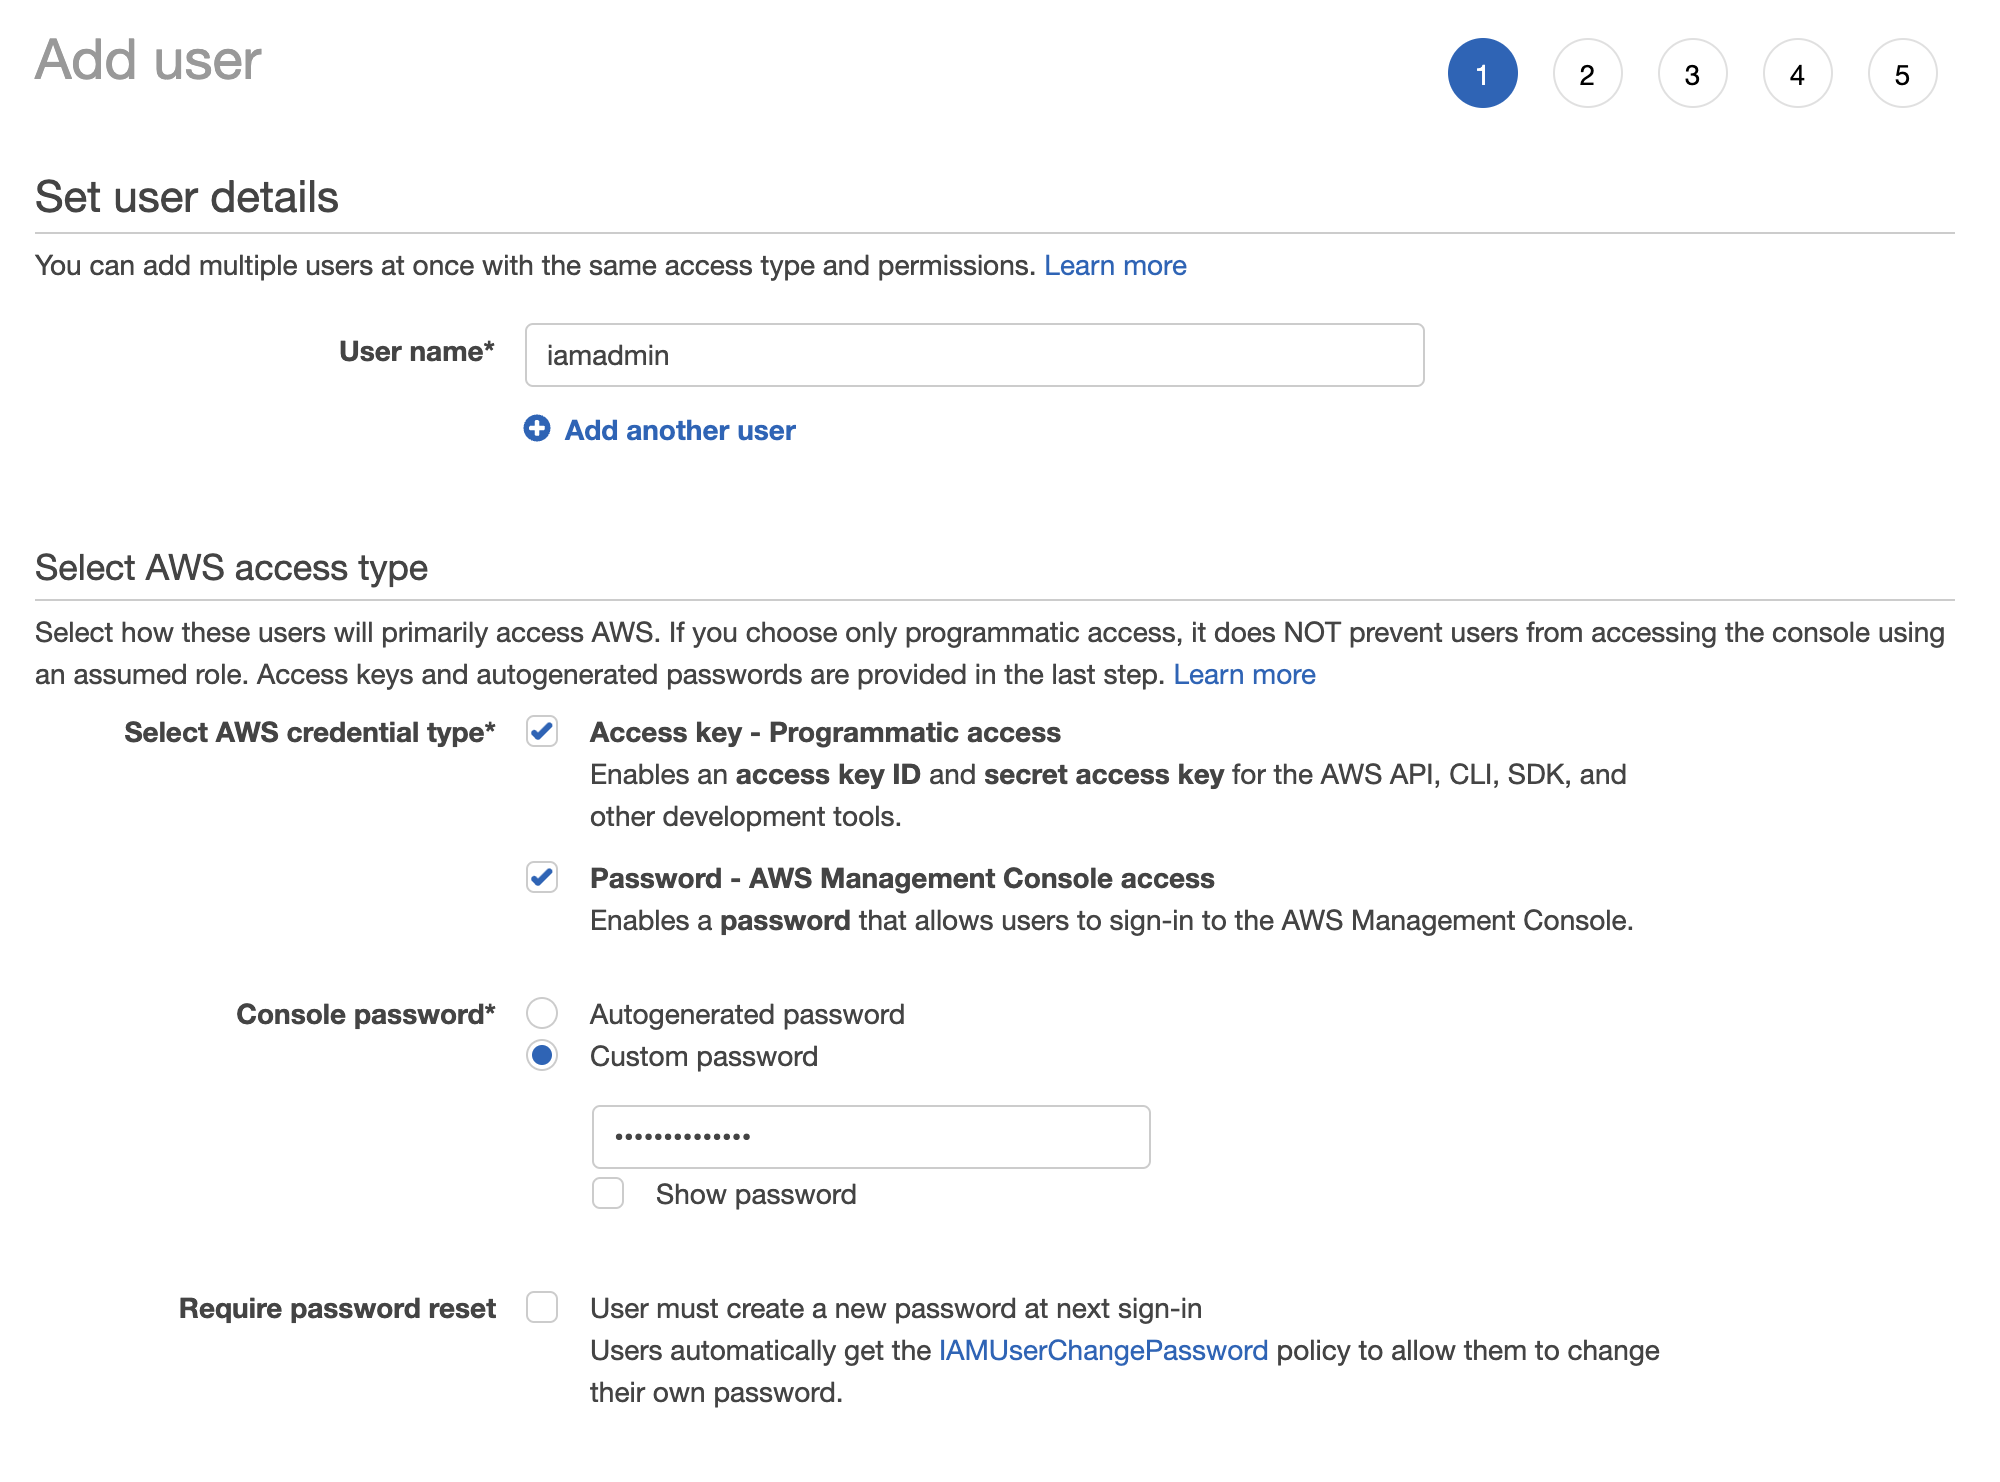 Add user
1 2 3 4 5
Set user details
You can add multiple users at once with the same access type and permissions. Learn more
User name* iamadmin
Add another user
Select AWS access type
Select how these users will primarily access AWS. If you choose only programmatic access, it does NOT prevent users from accessing the console using
an assumed role. Access keys and autogenerated passwords are provided in the last step. Learn more
Select AWS credential type* Access key - Programmatic access
Enables an access key ID and secret access key for the AWS API, CLI, SDK, and
other development tools.
Password - AWS Management Console access
Enables a password that allows users to sign-in to the AWS Management Console.
Console password* Autogenerated password
Custom password
••••••••••••••
Show password
Require password reset User must create a new password at next sign-in
Users automatically get the IAMUserChangePassword policy to allow them to change
their own password.